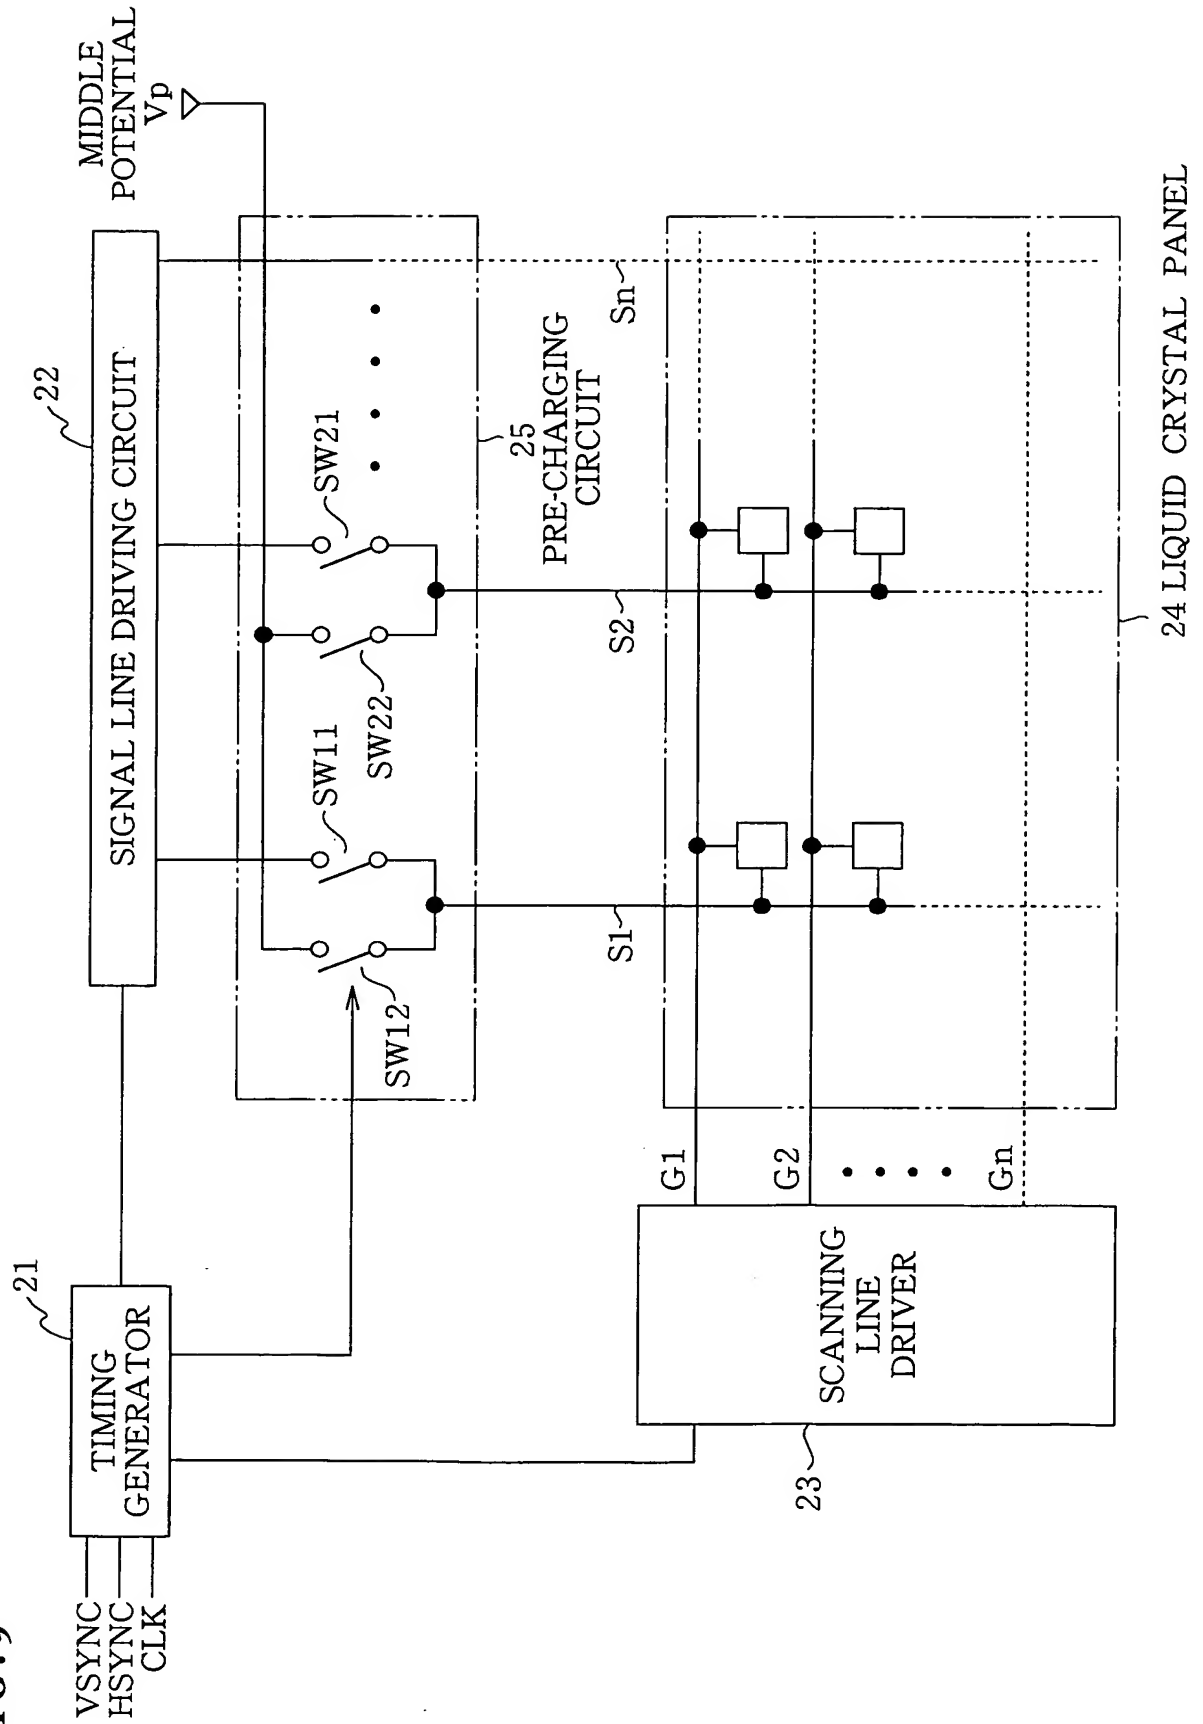 VSYNC
HSYNC
CLK
TIMING
GENERATOR
21
SIGNAL LINE DRIVING CIRCUIT
22
MIDDLE
POTENTIAL
Vp
SW12
SW11
SW22
SW21
25
PRE-CHARGING
CIRCUIT
S1
S2
Sn
G1
G2
Gn
SCANNING
LINE
DRIVER
23
24 LIQUID CRYSTAL PANEL